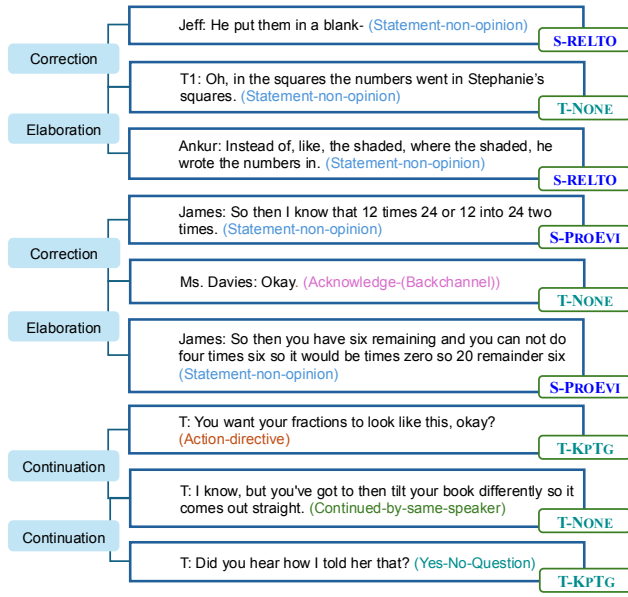 Jeff: He put them in a blank- (Statement-non-opinion)
S-RELTO
Correction
T1: Oh, in the squares the numbers went in Stephanie's
squares. (Statement-non-opinion)
T-NONE
Elaboration
Ankur: Instead of, like, the shaded, where the shaded, he
wrote the numbers in. (Statement-non-opinion)
S-RELTO
James: So then I know that 12 times 24 or 12 into 24 two
times. (Statement-non-opinion)
S-PROEVI
Correction
Ms. Davies: Okay. (Acknowledge-(Backchannel))
T-NONE
Elaboration
James: So then you have six remaining and you can not do
four times six so it would be times zero so 20 remainder six
(Statement-non-opinion)
S-PROEVI
T: You want your fractions to look like this, okay?
(Action-directive)
T-KPTG
Continuation
T: I know, but you've got to then tilt your book differently so it
comes out straight. (Continued-by-same-speaker)
T-NONE
Continuation
T: Did you hear how I told her that? (Yes-No-Question)
T-KPTG